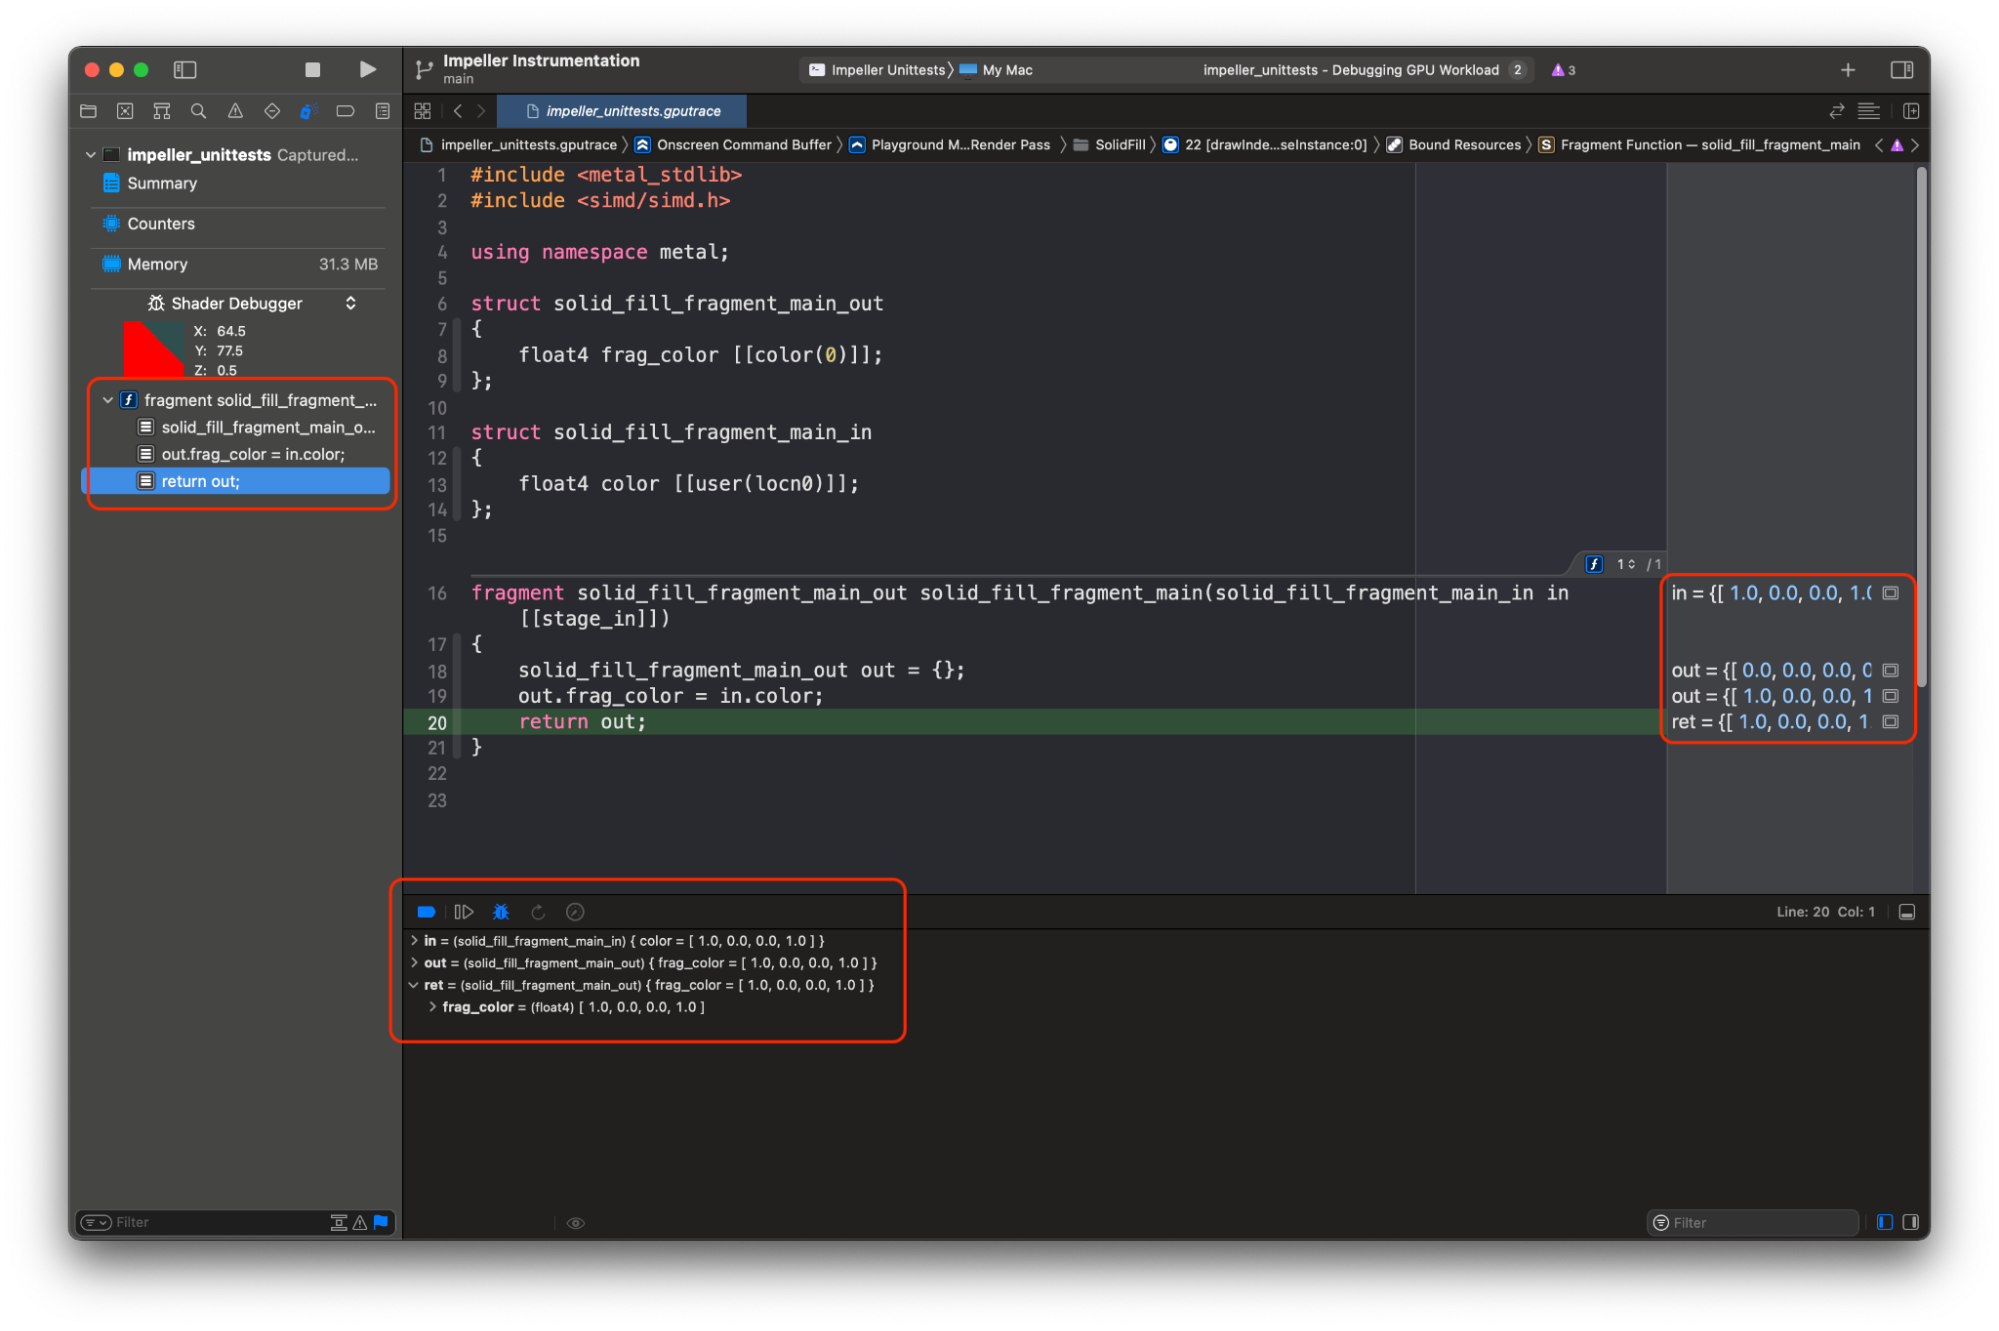 Impeller Instrumentation
main
Impeller Unittests 〉 My Mac
impeller_unittests - Debugging GPU Workload 2
3
impeller_unittests.gputrace
impeller_unittests.gputrace 〉 Onscreen Command Buffer 〉 Playground M...Render Pass 〉 SolidFill 〉 22 [drawInde...seInstance:0] 〉 Bound Resources 〉 S Fragment Function — solid_fill_fragment_main
impeller_unittests Captured...
Summary
Counters
Memory 31.3 MB
Shader Debugger
X: 64.5
Y: 77.5
Z: 0.5
f fragment solid_fill_fragment_...
solid_fill_fragment_main_o...
out.frag_color = in.color;
return out;
Filter
1 #include <metal_stdlib>
2 #include <simd/simd.h>
3
4 using namespace metal;
5
6 struct solid_fill_fragment_main_out
7 {
8 float4 frag_color [[color(0)]];
9 };
10
11 struct solid_fill_fragment_main_in
12 {
13 float4 color [[user(locn0)]];
14 };
15
f 1 / 1
16 fragment solid_fill_fragment_main_out solid_fill_fragment_main(solid_fill_fragment_main_in in
[[stage_in]])
17 {
18 solid_fill_fragment_main_out out = {};
19 out.frag_color = in.color;
20 return out;
21 }
22
23
in = {[ 1.0, 0.0, 0.0, 1.0
out = {[ 0.0, 0.0, 0.0, 0
out = {[ 1.0, 0.0, 0.0, 1
ret = {[ 1.0, 0.0, 0.0, 1.
Line: 20 Col: 1
in = (solid_fill_fragment_main_in) { color = [ 1.0, 0.0, 0.0, 1.0 ] }
out = (solid_fill_fragment_main_out) { frag_color = [ 1.0, 0.0, 0.0, 1.0 ] }
ret = (solid_fill_fragment_main_out) { frag_color = [ 1.0, 0.0, 0.0, 1.0 ] }
frag_color = (float4) [ 1.0, 0.0, 0.0, 1.0 ]
Filter